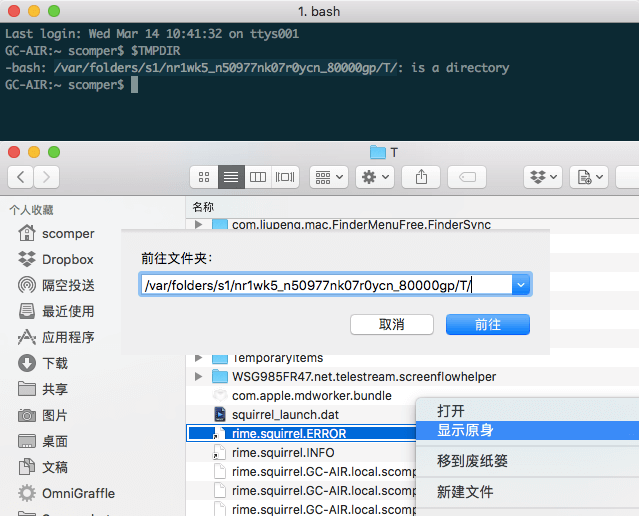 1. bash
Last login: Wed Mar 14 10:41:32 on ttys001
GC-AIR:~ scomper$ $TMPDIR
-bash: /var/folders/s1/nr1wk5_n50977nk07r0ycn_80000gp/T/: is a directory
GC-AIR:~ scomper$
T
个人收藏
scomper
Dropbox
隔空投送
最近使用
应用程序
下载
共享
图片
桌面
文稿
OmniGraffle
名称
com.liupeng.mac.FinderMenuFree.FinderSync
前往文件夹：
/var/folders/s1/nr1wk5_n50977nk07r0ycn_80000gp/T/
取消
前往
TemporaryItems
WSG985FR47.net.telestream.screenflowhelper
com.apple.mdworker.bundle
squirrel_launch.dat
rime.squirrel.ERROR
rime.squirrel.INFO
rime.squirrel.GC-AIR.local.scomp
rime.squirrel.GC-AIR.local.scomp
rime.squirrel.GC-AIR.local.scomp
打开
显示原身
移到废纸篓
新建文件